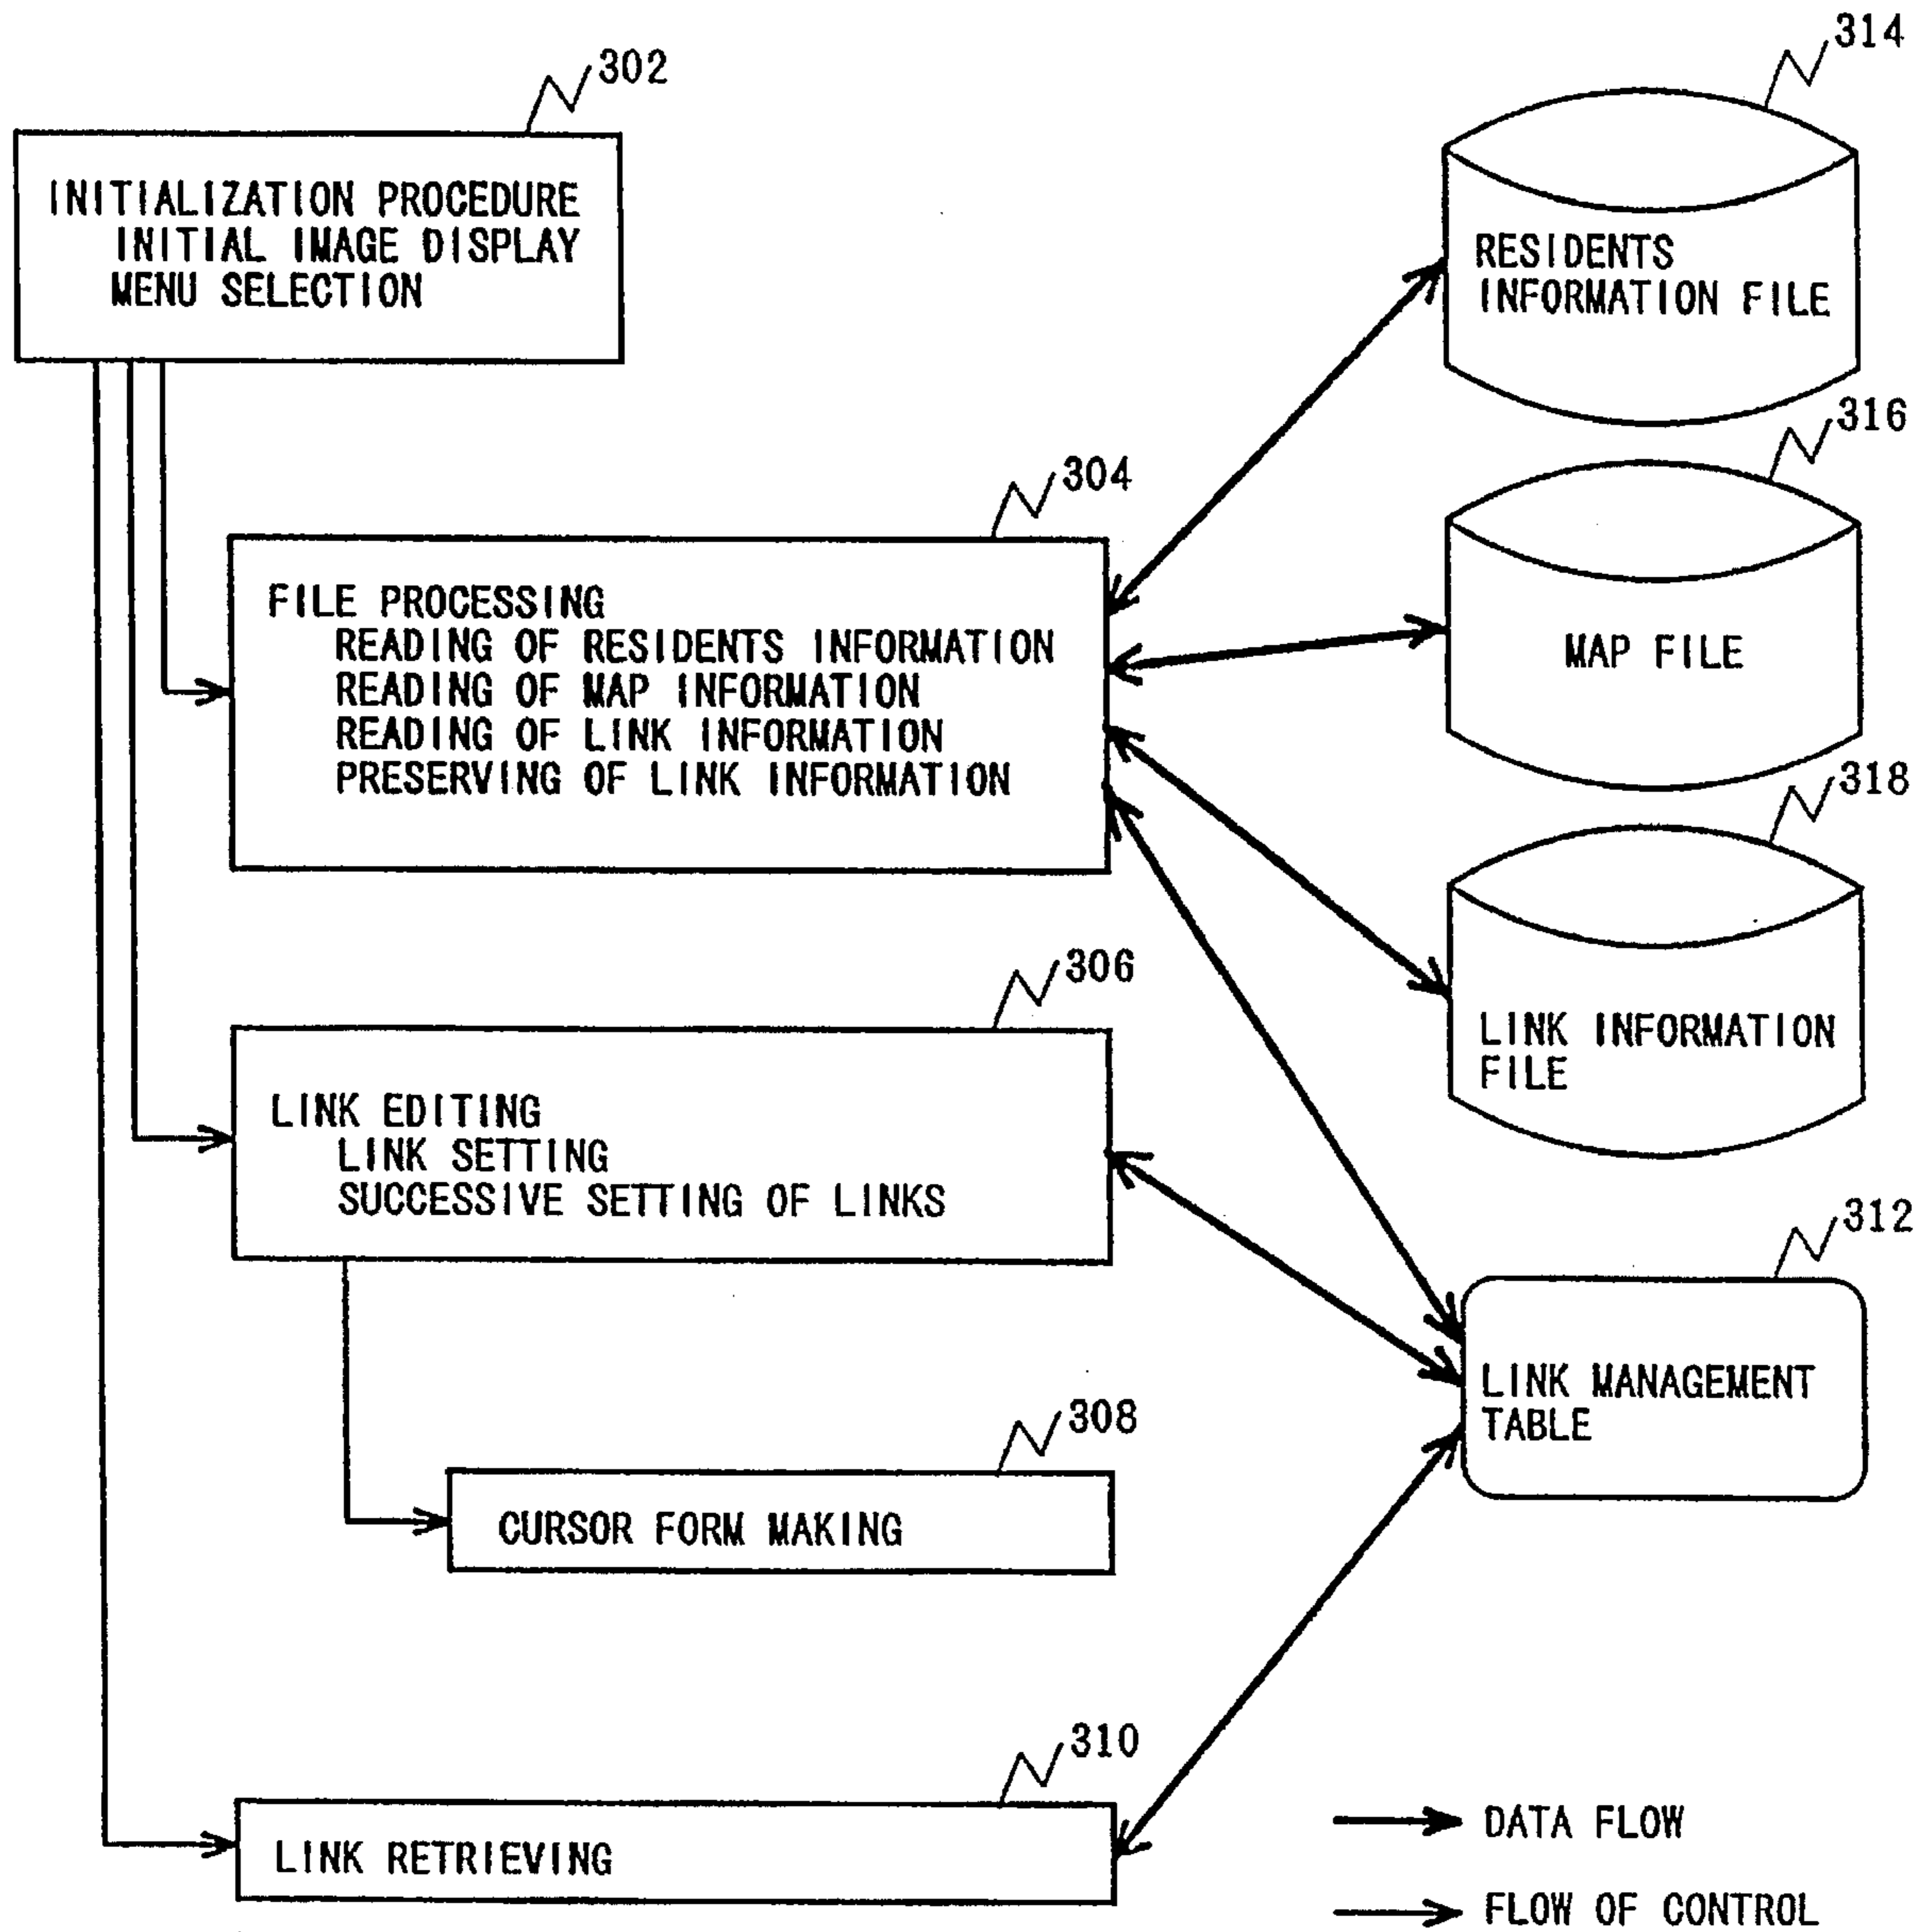 302
INITIALIZATION PROCEDURE
INITIAL IMAGE DISPLAY
MENU SELECTION
314
RESIDENTS
INFORMATION FILE
304
FILE PROCESSING
READING OF RESIDENTS INFORMATION
READING OF MAP INFORMATION
READING OF LINK INFORMATION
PRESERVING OF LINK INFORMATION
316
MAP FILE
318
LINK INFORMATION
FILE
306
LINK EDITING
LINK SETTING
SUCCESSIVE SETTING OF LINKS
312
LINK MANAGEMENT
TABLE
308
CURSOR FORM MAKING
310
LINK RETRIEVING
DATA FLOW
FLOW OF CONTROL